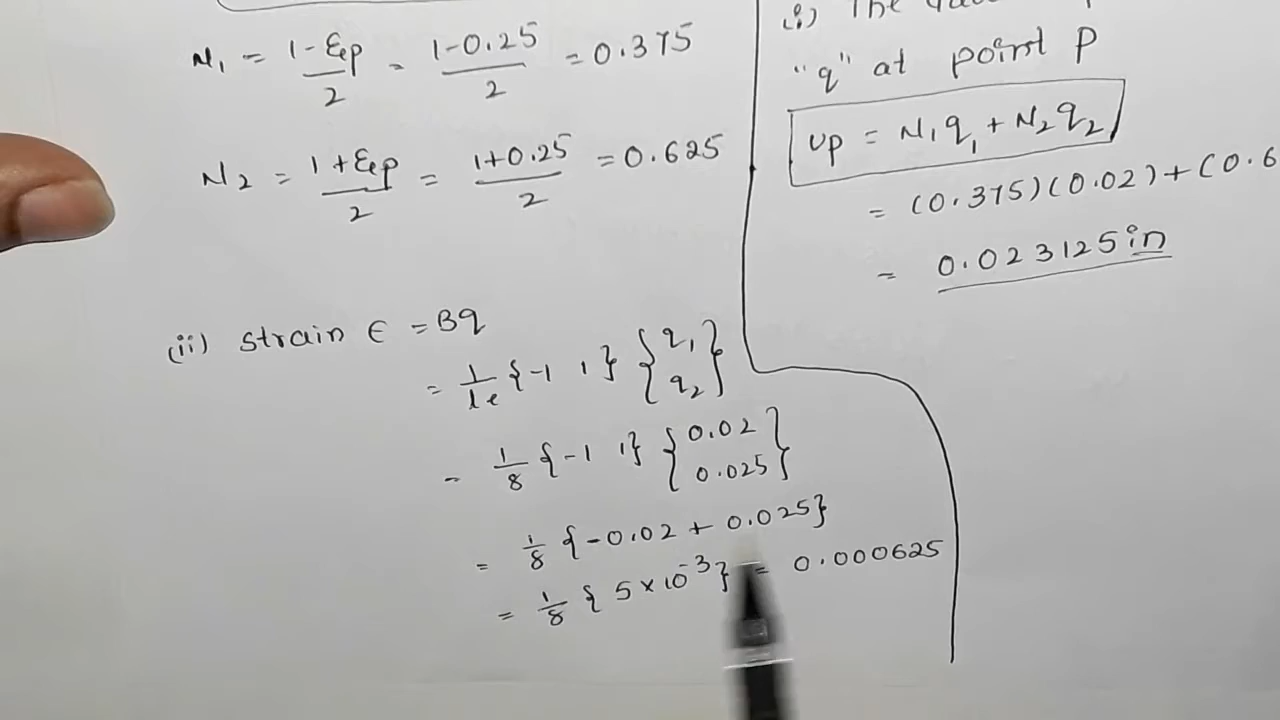 N₁ = 1-ξp/2 = 1-0.25/2 = 0.375
N₂ = 1+ξp/2 = 1+0.25/2 = 0.625
(i) The
"q" at point P
Up = N₁q₁ + N₂q₂
= (0.375)(0.02)+(0.6
= 0.023125in
(ii) strain ε = Bq
= 1/le {-1 1} {q₁ q₂}
= 1/8 {-1 1} {0.02 0.025}
= 1/8 {-0.02 + 0.025}
= 1/8 {5×10⁻³} = 0.000625